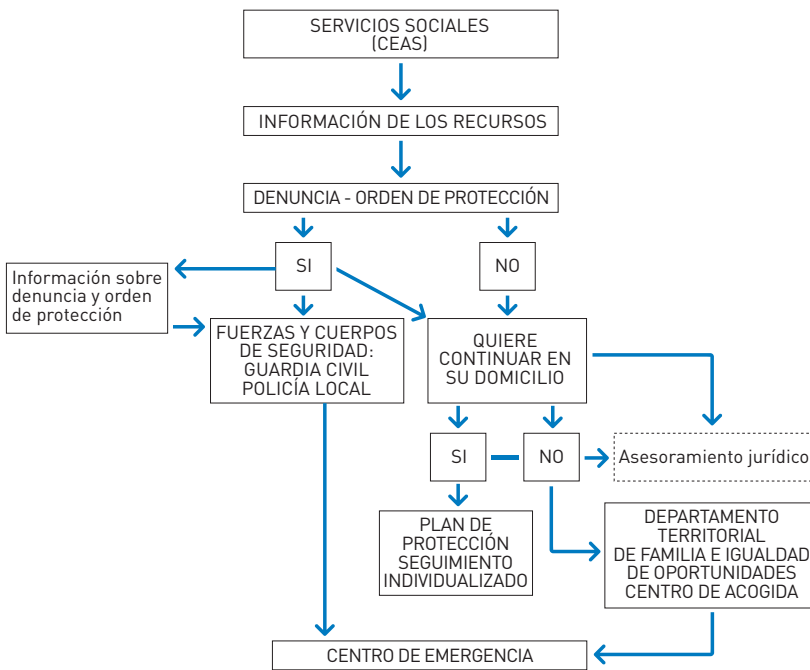 SERVICIOS SOCIALES
(CEAS)
INFORMACIÓN DE LOS RECURSOS
DENUNCIA - ORDEN DE PROTECCIÓN
SI
NO
Información sobre
denuncia y orden
de protección
FUERZAS Y CUERPOS
DE SEGURIDAD:
GUARDIA CIVIL
POLICÍA LOCAL
QUIERE
CONTINUAR EN
SU DOMICILIO
SI
NO
Asesoramiento jurídico
PLAN DE
PROTECCIÓN
SEGUIMIENTO
INDIVIDUALIZADO
DEPARTAMENTO
TERRITORIAL
DE FAMILIA E IGUALDAD
DE OPORTUNIDADES
CENTRO DE ACOGIDA
CENTRO DE EMERGENCIA